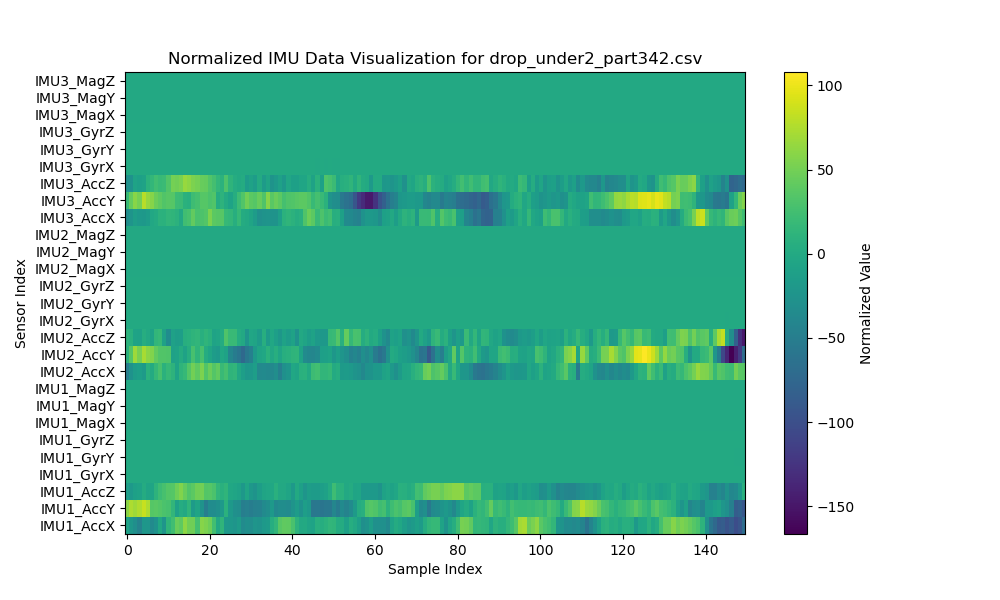 Normalized IMU Data Visualization for drop_under2_part342.csv
IMU3_MagZ
IMU3_MagY
IMU3_MagX
IMU3_GyrZ
IMU3_GyrY
IMU3_GyrX
IMU3_AccZ
IMU3_AccY
IMU3_AccX
IMU2_MagZ
IMU2_MagY
IMU2_MagX
IMU2_GyrZ
IMU2_GyrY
IMU2_GyrX
IMU2_AccZ
IMU2_AccY
IMU2_AccX
IMU1_MagZ
IMU1_MagY
IMU1_MagX
IMU1_GyrZ
IMU1_GyrY
IMU1_GyrX
IMU1_AccZ
IMU1_AccY
IMU1_AccX
Sensor Index
0 20 40 60 80 100 120 140
Sample Index
100
50
0
−50
−100
−150
Normalized Value